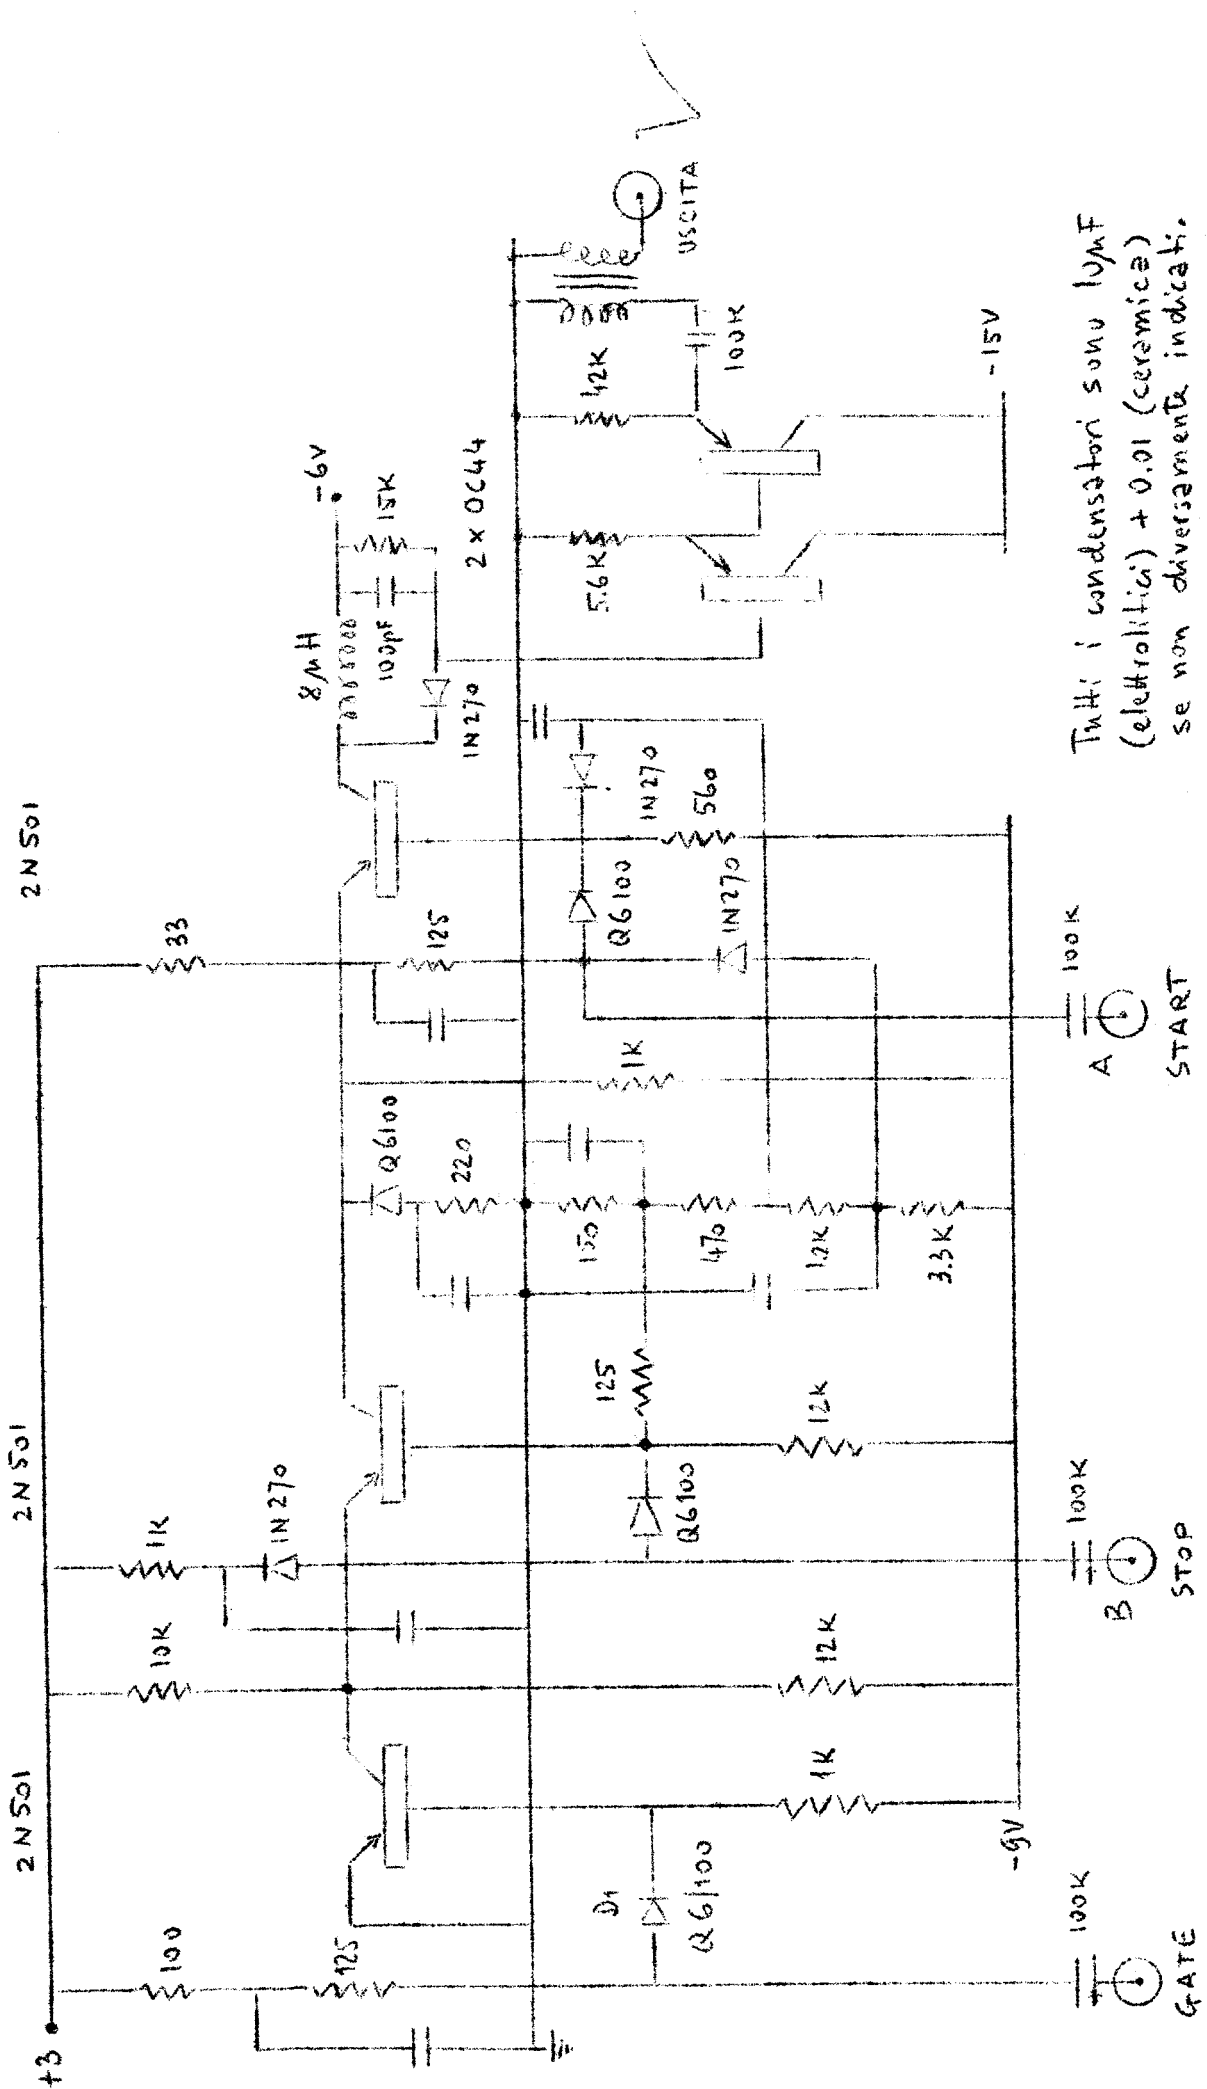 2N501
2N501
2N501
+3
100
10K
1K
33
1N270
125
Q6100
220
125
8μH
-6V
100pF
15K
1N270
2 x OC44
D1
Q6/100
Q6100
125
150
470
1.2K
3.3K
1K
Q6100
1N270
560
1N270
5.6K
42K
100K
USCITA
1K
12K
12K
-9V
-15V
100K
GATE
100K
B
STOP
100K
A
START
Tutti i condensatori sono 10μF
(elettrolitici) + 0.01 (ceramica)
se non diversamente indicati.